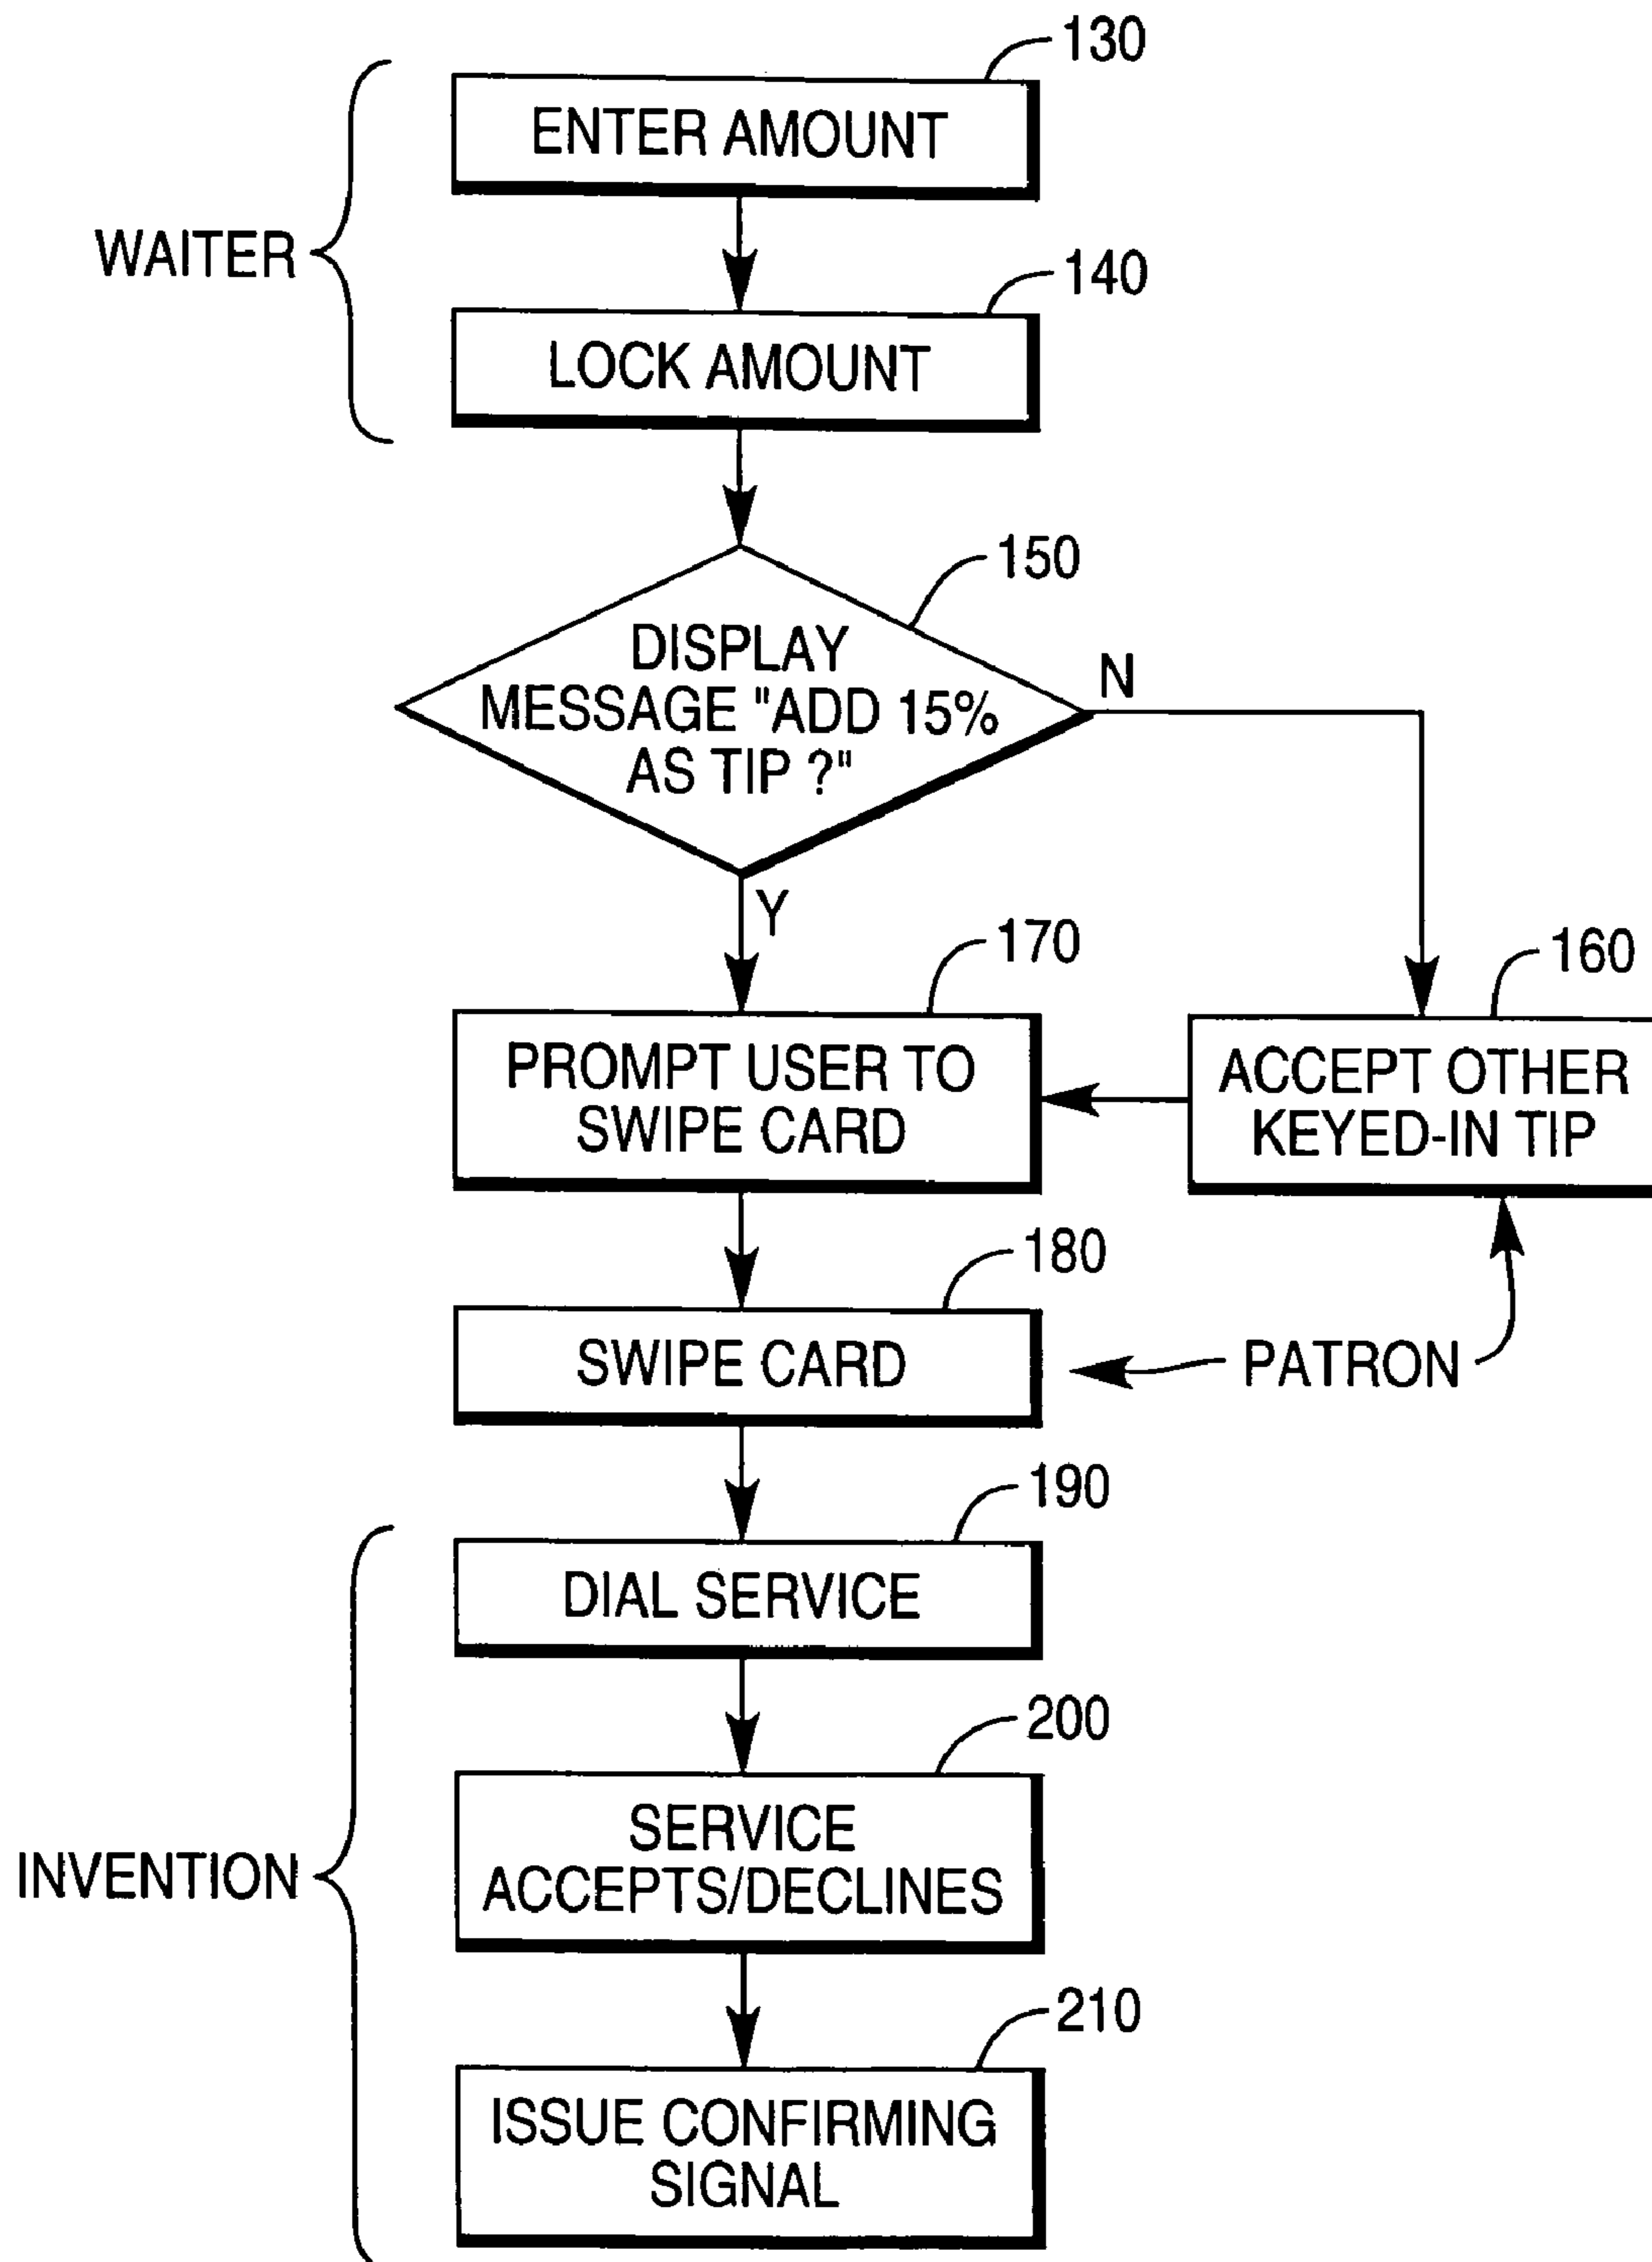 130
ENTER AMOUNT
WAITER
140
LOCK AMOUNT
150
DISPLAY
MESSAGE "ADD 15%
AS TIP ?"
N
Y
170
PROMPT USER TO
SWIPE CARD
160
ACCEPT OTHER
KEYED-IN TIP
180
SWIPE CARD
PATRON
190
DIAL SERVICE
200
SERVICE
ACCEPTS/DECLINES
INVENTION
210
ISSUE CONFIRMING
SIGNAL